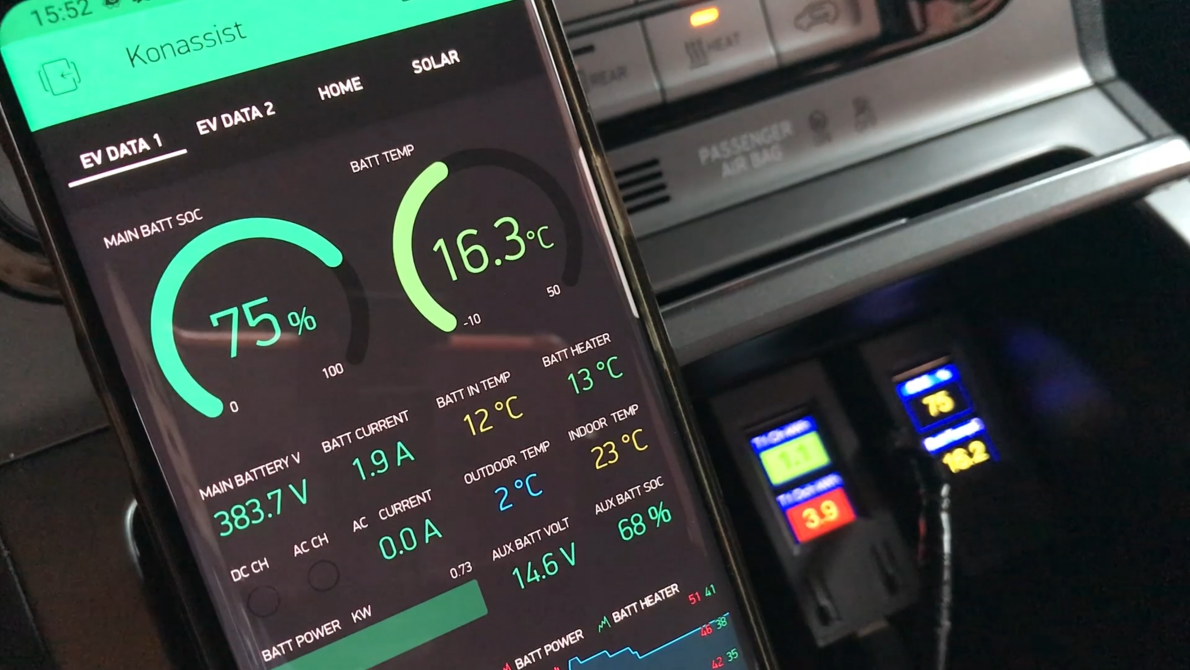 15:52
Konassist
EV DATA 1 EV DATA 2 HOME SOLAR
MAIN BATT SOC
75 %
0 100
BATT TEMP
16.3°C
-10 50
MAIN BATTERY V
383.7 V
BATT CURRENT
1.9 A
BATT IN TEMP
12 °C
BATT HEATER
13 °C
DC CH
AC CH
AC CURRENT
0.0 A
OUTDOOR TEMP
2 °C
INDOOR TEMP
23 °C
AUX BATT VOLT
14.6 V
AUX BATT SOC
68 %
BATT POWER KW
0.73
BATT POWER
BATT HEATER
51 41
46 38
42 35
REAR
HEAT
PASSENGER
AIR BAG
1.1
3.9
75
16.2